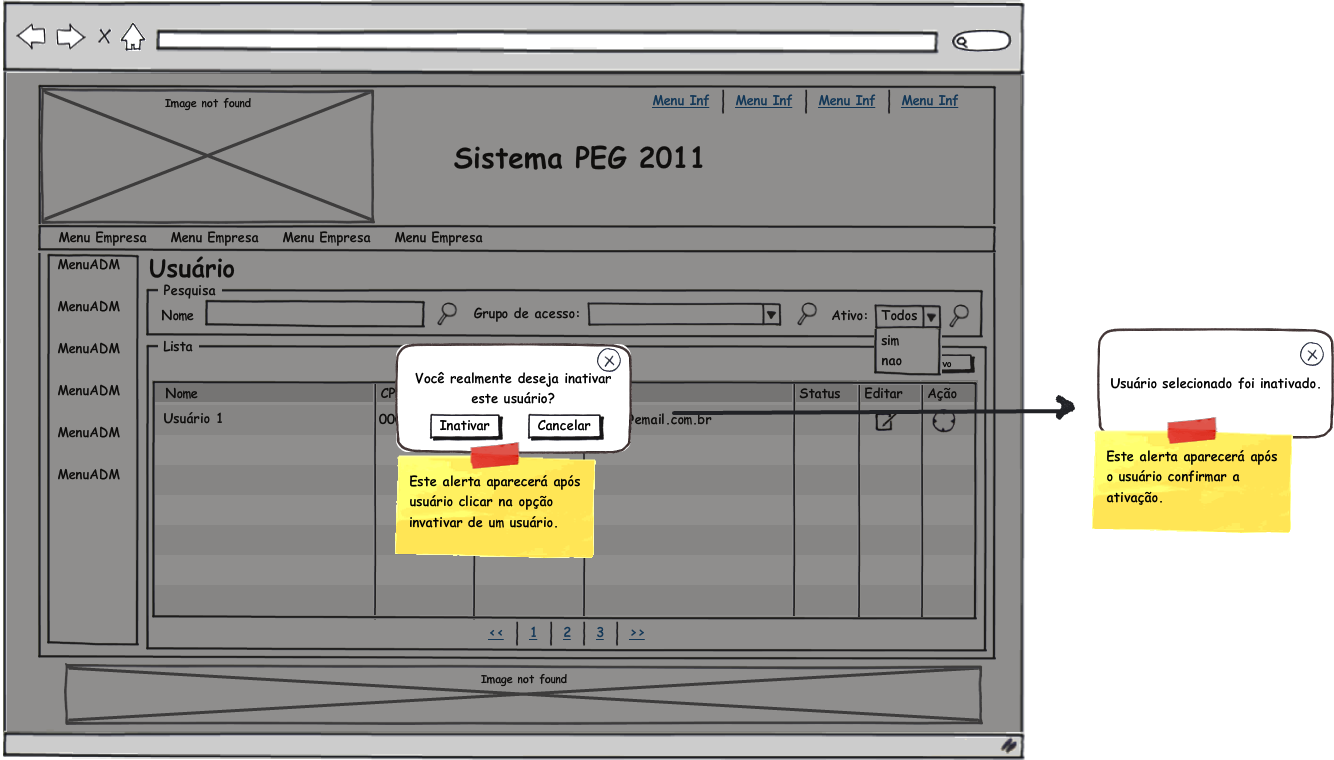 Image not found
Menu Inf
Menu Inf
Menu Inf
Menu Inf
Sistema PEG 2011
Menu Empresa Menu Empresa Menu Empresa Menu Empresa
MenuADM
MenuADM
MenuADM
MenuADM
MenuADM
MenuADM
Usuário
Pesquisa
Nome
Grupo de acesso:
Ativo:
Todos
sim
nao
Lista
vo
Nome
CP
Status
Editar
Ação
Usuário 1
00
@email.com.br
Você realmente deseja inativar
este usuário?
Inativar
Cancelar
Este alerta aparecerá após
usuário clicar na opção
invativar de um usuário.
<< 1 2 3 >>
Image not found
Usuário selecionado foi inativado.
Este alerta aparecerá após
o usuário confirmar a
ativação.